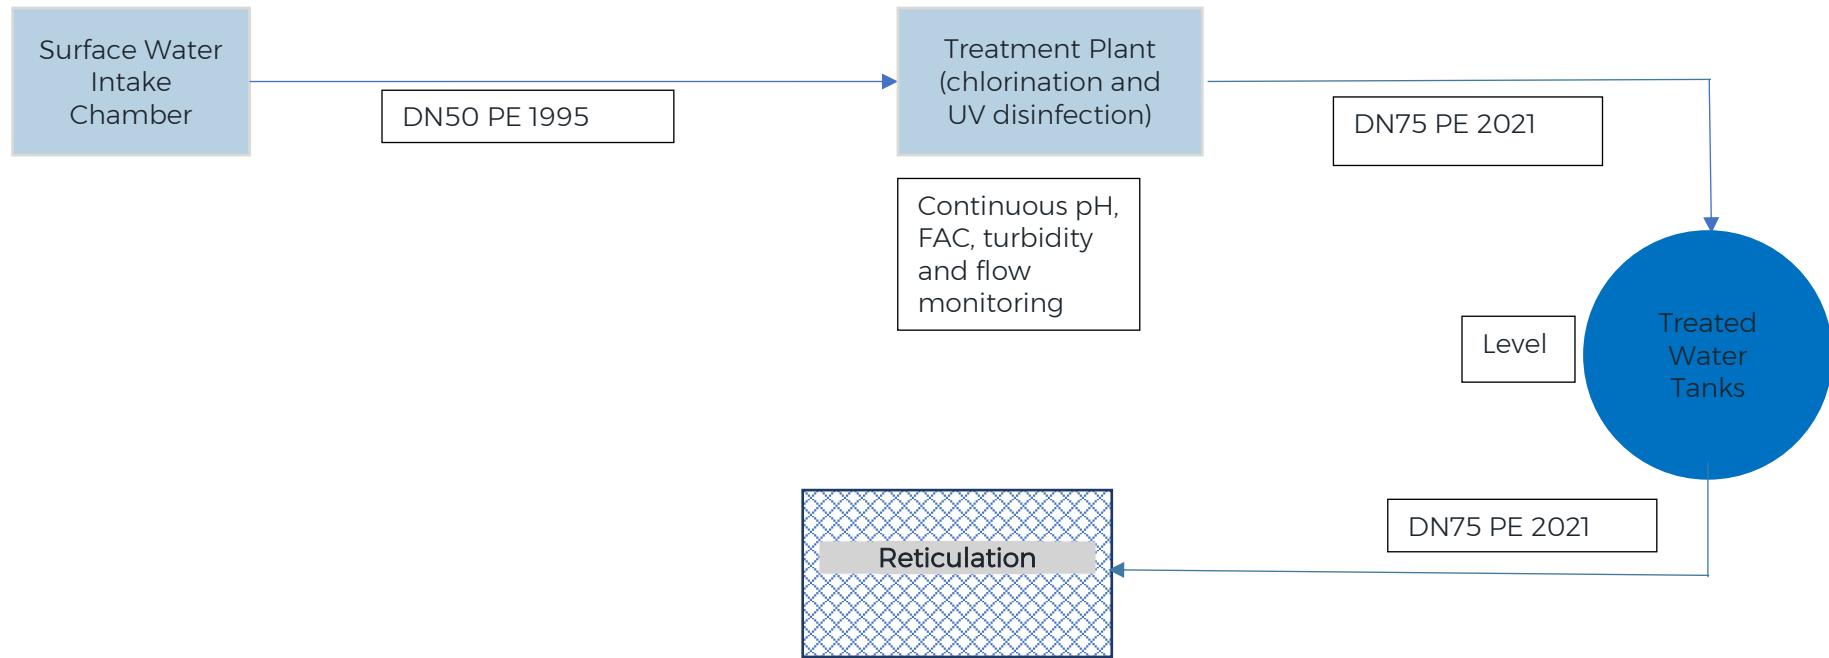 Surface Water
Intake
Chamber
DN50 PE 1995
Treatment Plant
(chlorination and
UV disinfection)
DN75 PE 2021
Continuous pH,
FAC, turbidity
and flow
monitoring
Level
Treated
Water
Tanks
DN75 PE 2021
Reticulation